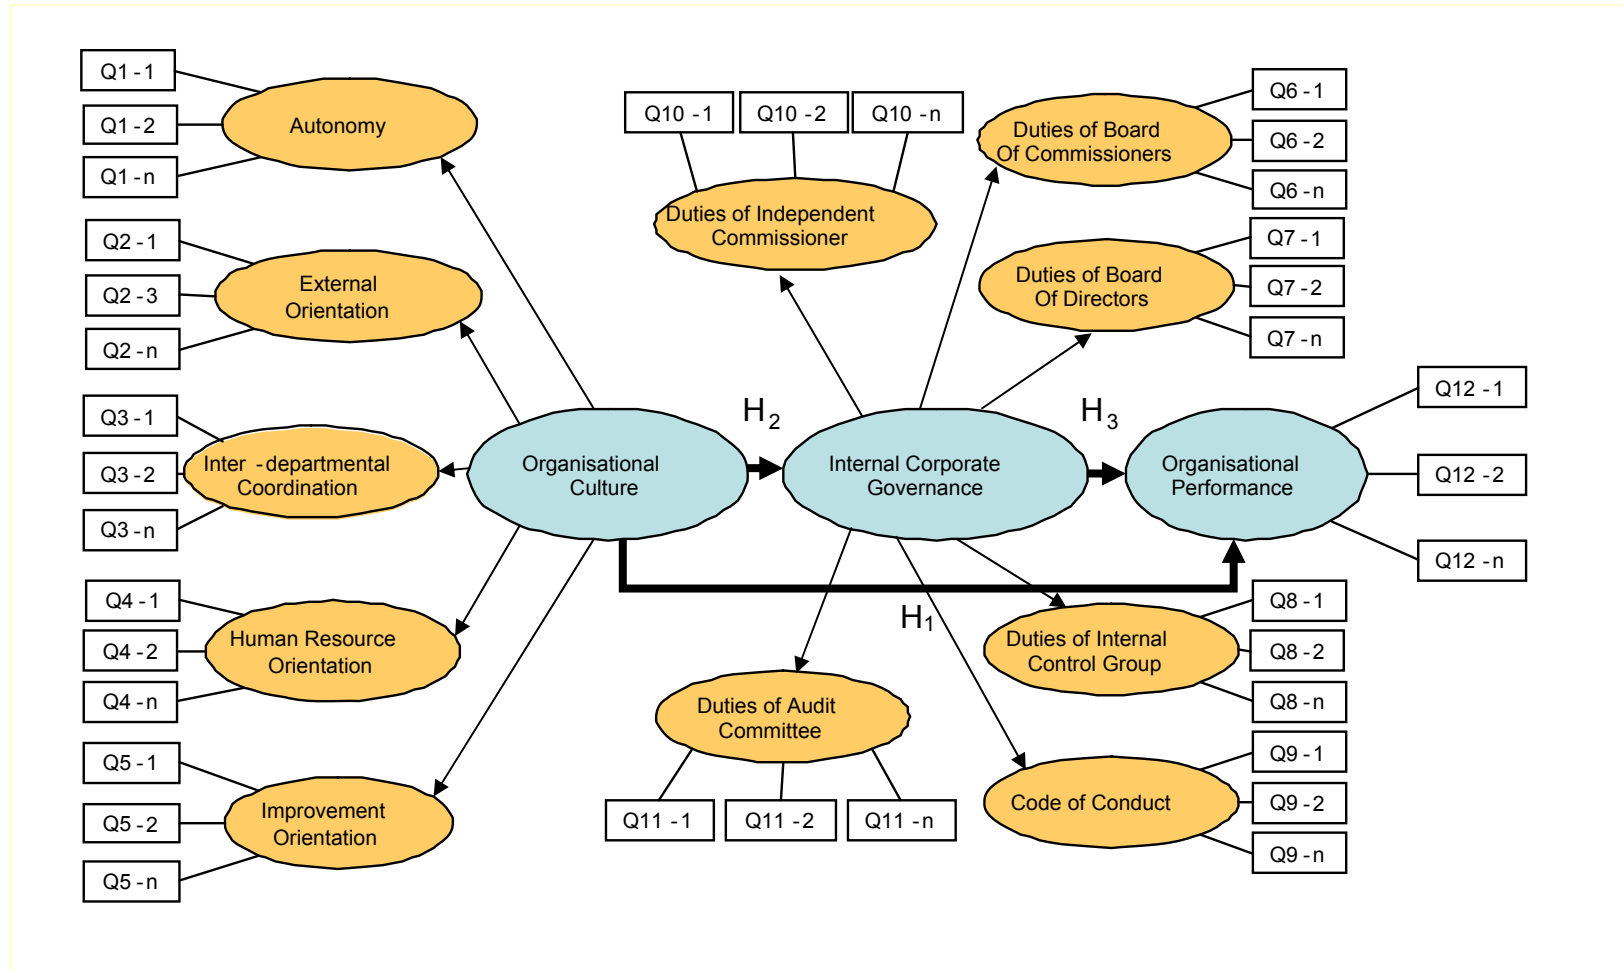 Q1 - 1
Q1 - 2
Q1 - n
Autonomy
Q2 - 1
Q2 - 3
Q2 - n
External
Orientation
Q3 - 1
Q3 - 2
Q3 - n
Inter - departmental
Coordination
Q4 - 1
Q4 - 2
Q4 - n
Human Resource
Orientation
Q5 - 1
Q5 - 2
Q5 - n
Improvement
Orientation
Organisational
Culture
H2
Q10 - 1
Q10 - 2
Q10 - n
Duties of Independent
Commissioner
Internal Corporate
Governance
H3
H1
Duties of Audit
Committee
Q11 - 1
Q11 - 2
Q11 - n
Duties of Board
Of Commissioners
Q6 - 1
Q6 - 2
Q6 - n
Duties of Board
Of Directors
Q7 - 1
Q7 - 2
Q7 - n
Organisational
Performance
Q12 - 1
Q12 - 2
Q12 - n
Duties of Internal
Control Group
Q8 - 1
Q8 - 2
Q8 - n
Code of Conduct
Q9 - 1
Q9 - 2
Q9 - n